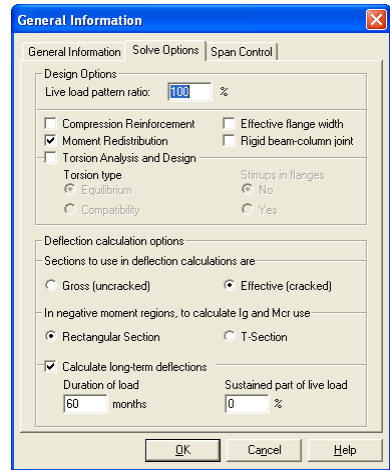 General Information
General Information Solve Options Span Control
Design Options
Live load pattern ratio: 100 %
Compression Reinforcement Effective flange width
Moment Redistribution Rigid beam-column joint
Torsion Analysis and Design
Torsion type Stirrups in flanges
Equilibrium No
Compatibility Yes
Deflection calculation options
Sections to use in deflection calculations are
Gross (uncracked) Effective (cracked)
In negative moment regions, to calculate Ig and Mcr use
Rectangular Section T-Section
Calculate long-term deflections
Duration of load Sustained part of live load
60 months 0 %
OK Cancel Help